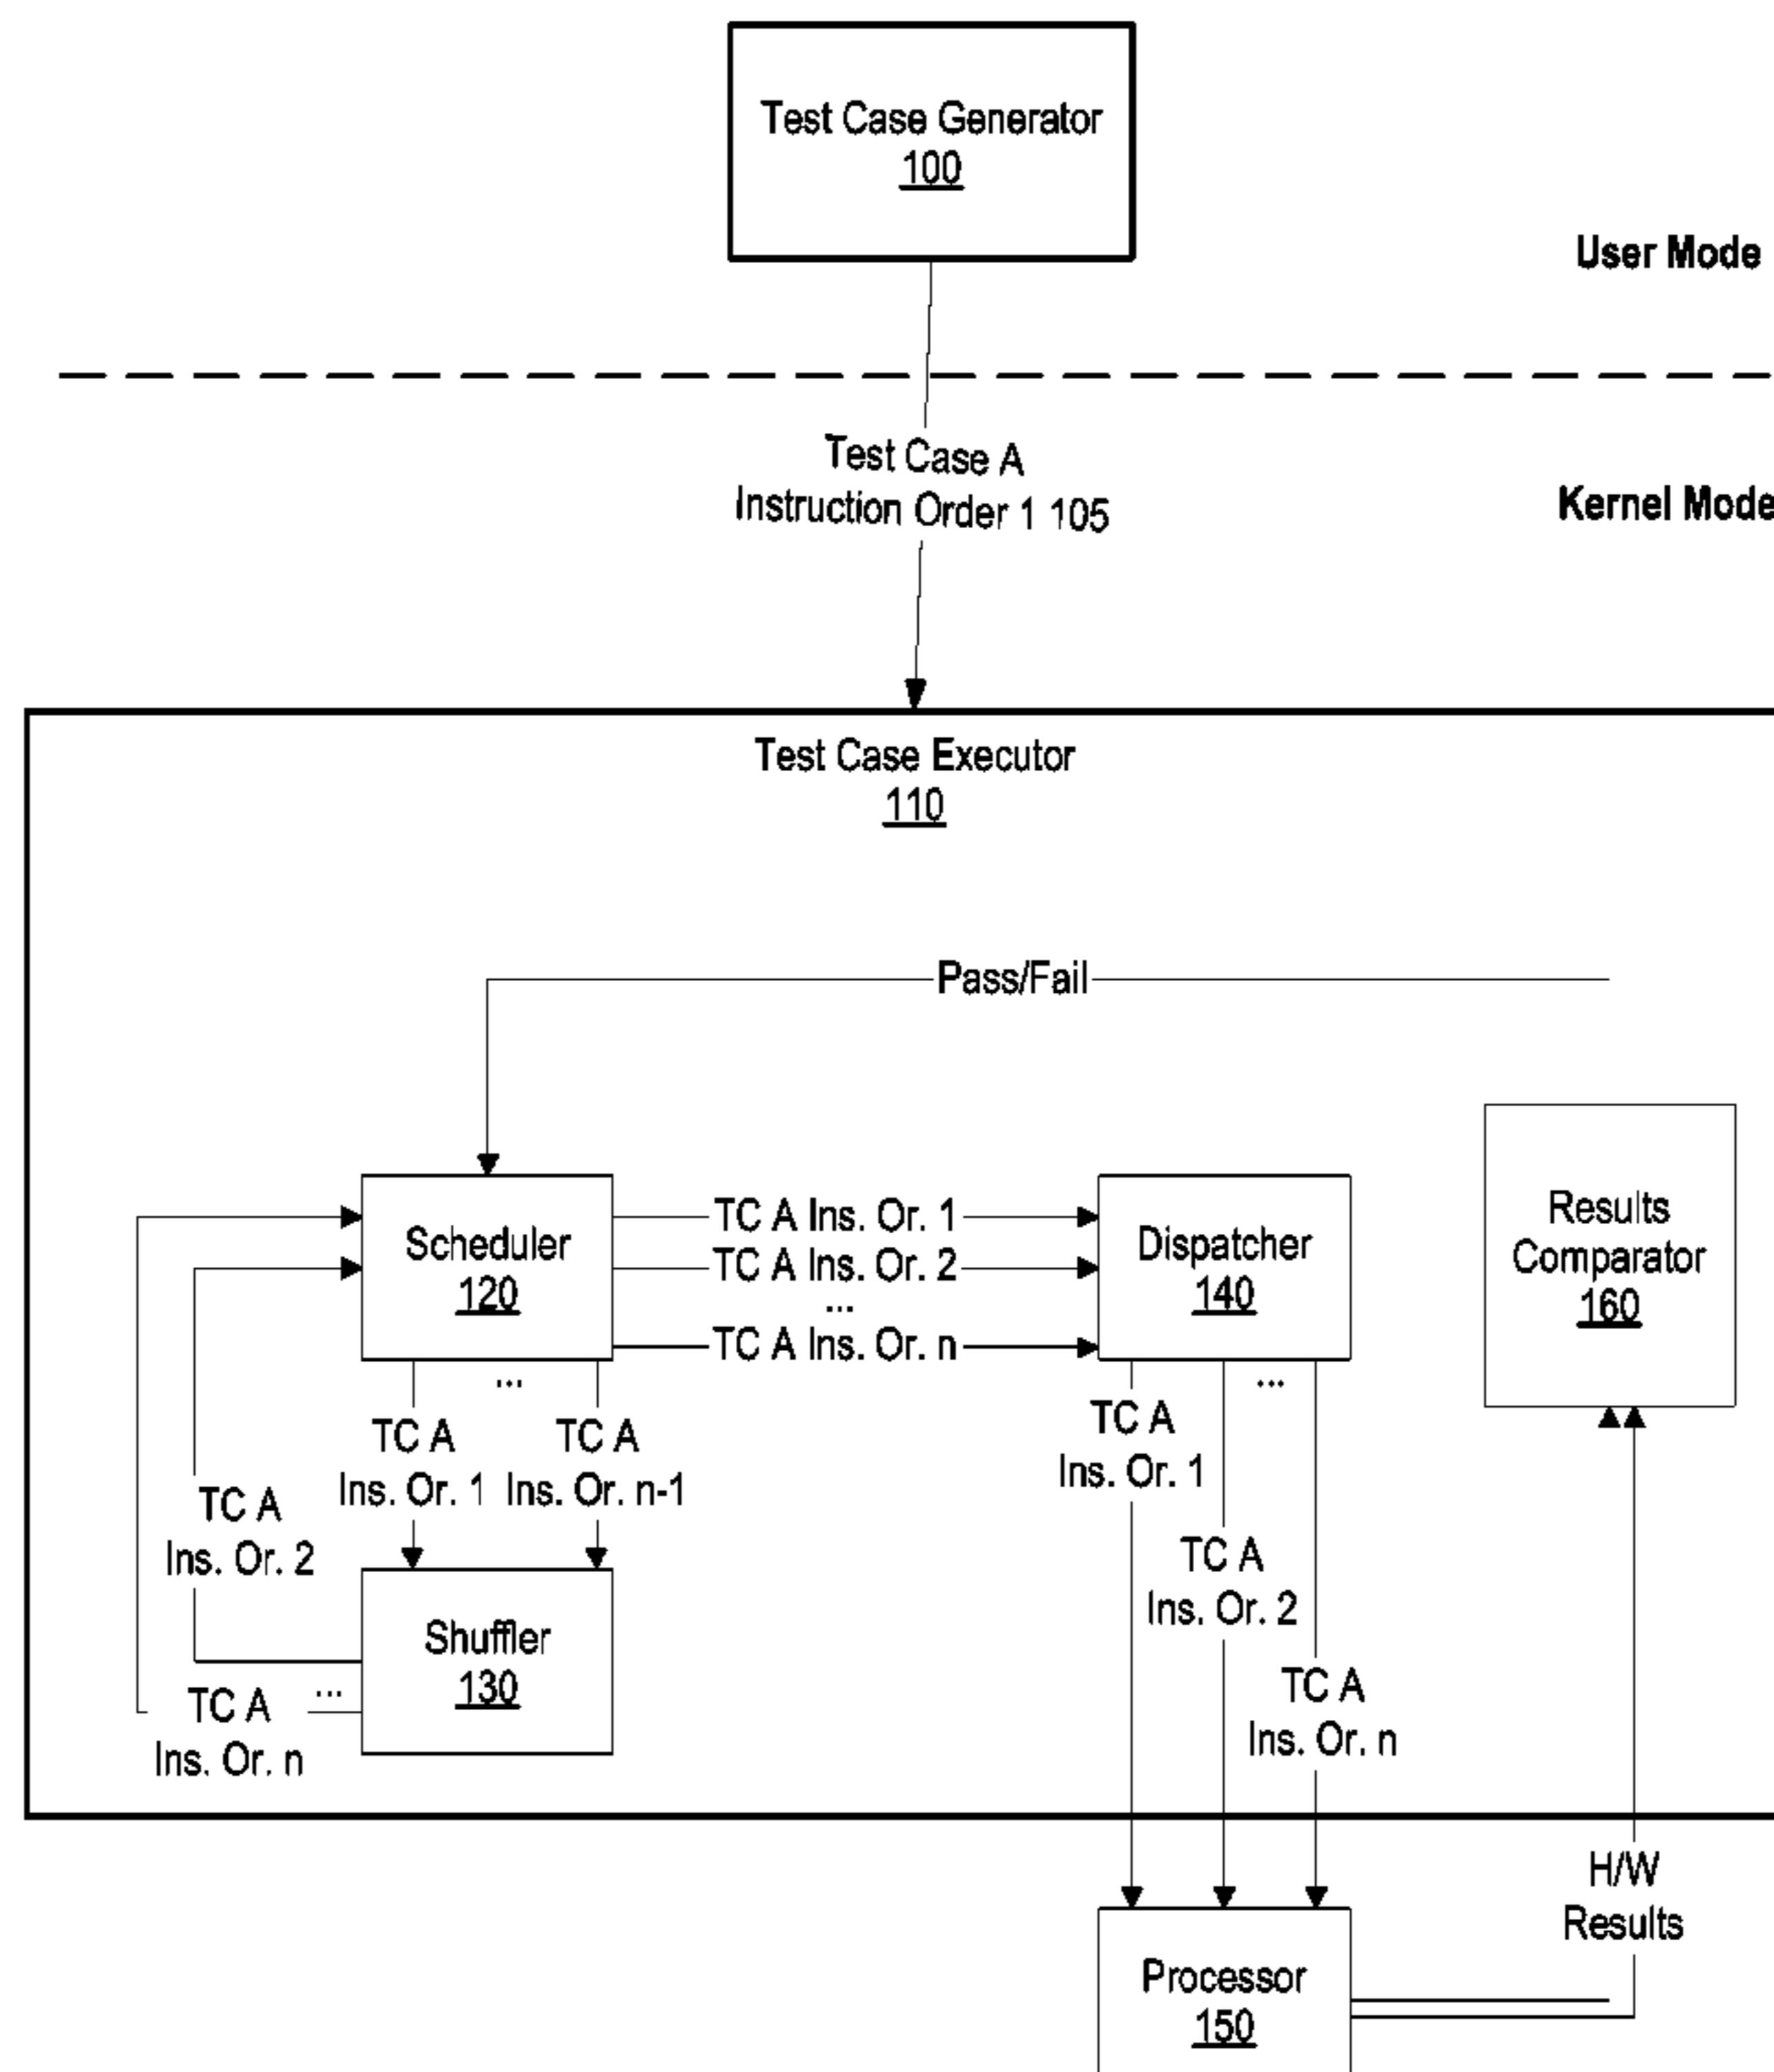 Test Case Generator
100
User Mode
Test Case A
Instruction Order 1 105
Kernel Mode
Test Case Executor
110
Pass/Fail
Scheduler
120
TC A Ins. Or. 1
TC A Ins. Or. 2
...
TC A Ins. Or. n
Dispatcher
140
Results
Comparator
160
...
TC A
Ins. Or. 1
TC A
Ins. Or. n-1
...
TC A
Ins. Or. 1
TC A
Ins. Or. 2
TC A
Ins. Or. 2
Shuffler
130
...
TC A
Ins. Or. n
TC A
Ins. Or. n
H/W
Results
Processor
150